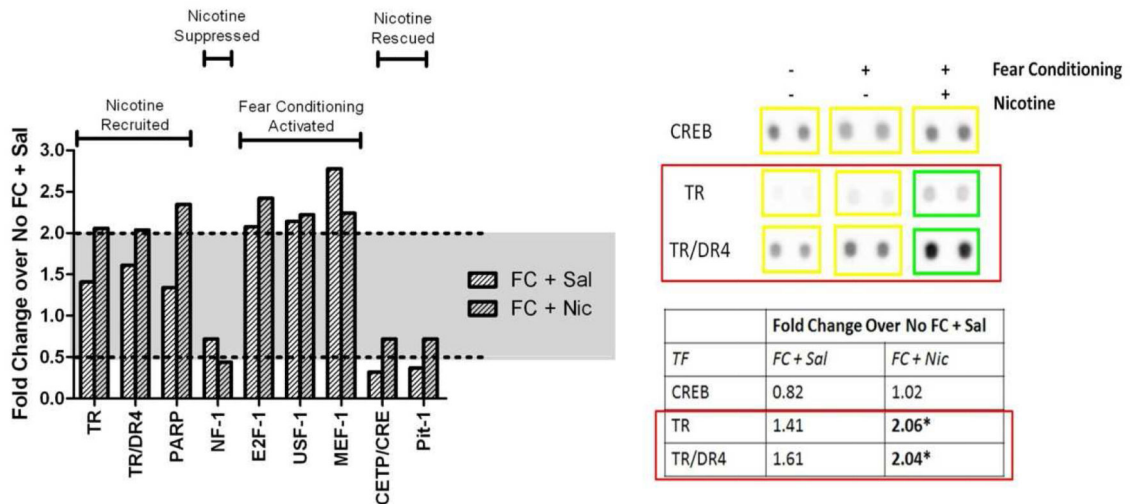 Nicotine
Suppressed
Nicotine
Rescued
Nicotine
Recruited
Fear Conditioning
Activated
Fold Change over No FC + Sal
3.0
2.5
2.0
1.5
1.0
0.5
0.0
FC + Sal
FC + Nic
TR
TR/DR4
PARP
NF-1
E2F-1
USF-1
MEF-1
CETP/CRE
Pit-1
- + + Fear Conditioning
- - + Nicotine
CREB
TR
TR/DR4
Fold Change Over No FC + Sal
TF FC + Sal FC + Nic
CREB 0.82 1.02
TR 1.41 2.06*
TR/DR4 1.61 2.04*